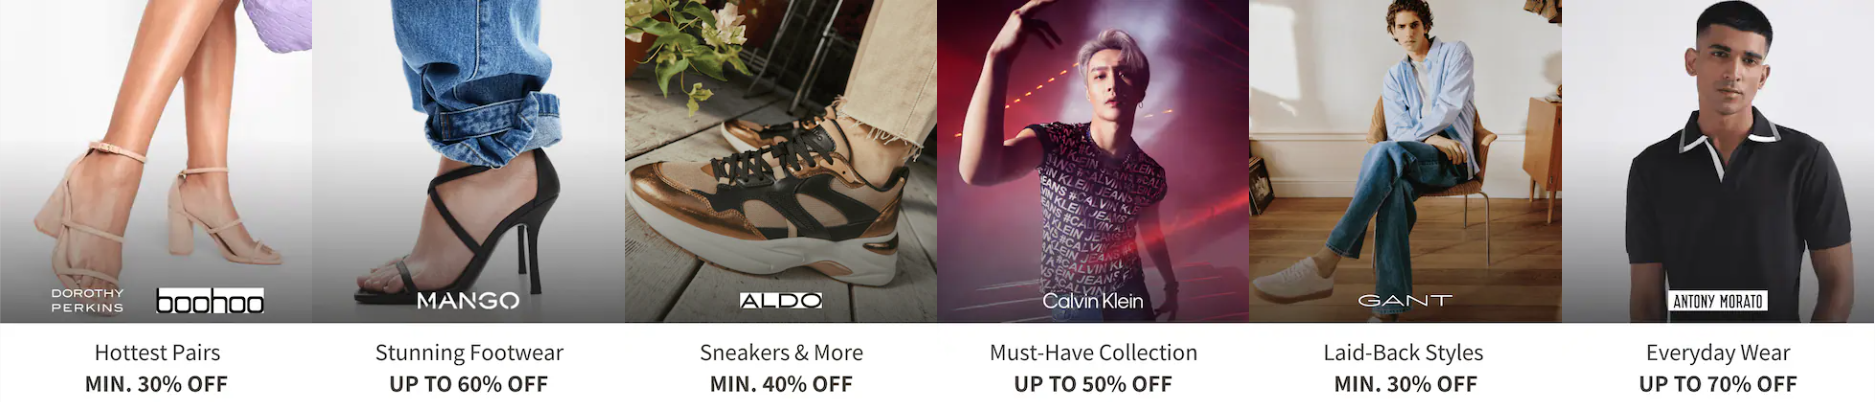 DOROTHY
PERKINS
boohoo
Hottest Pairs
MIN. 30% OFF
MANGO
Stunning Footwear
UP TO 60% OFF
ALDO
Sneakers & More
MIN. 40% OFF
Calvin Klein
Must-Have Collection
UP TO 50% OFF
GANT
Laid-Back Styles
MIN. 30% OFF
ANTONY MORATO
Everyday Wear
UP TO 70% OFF